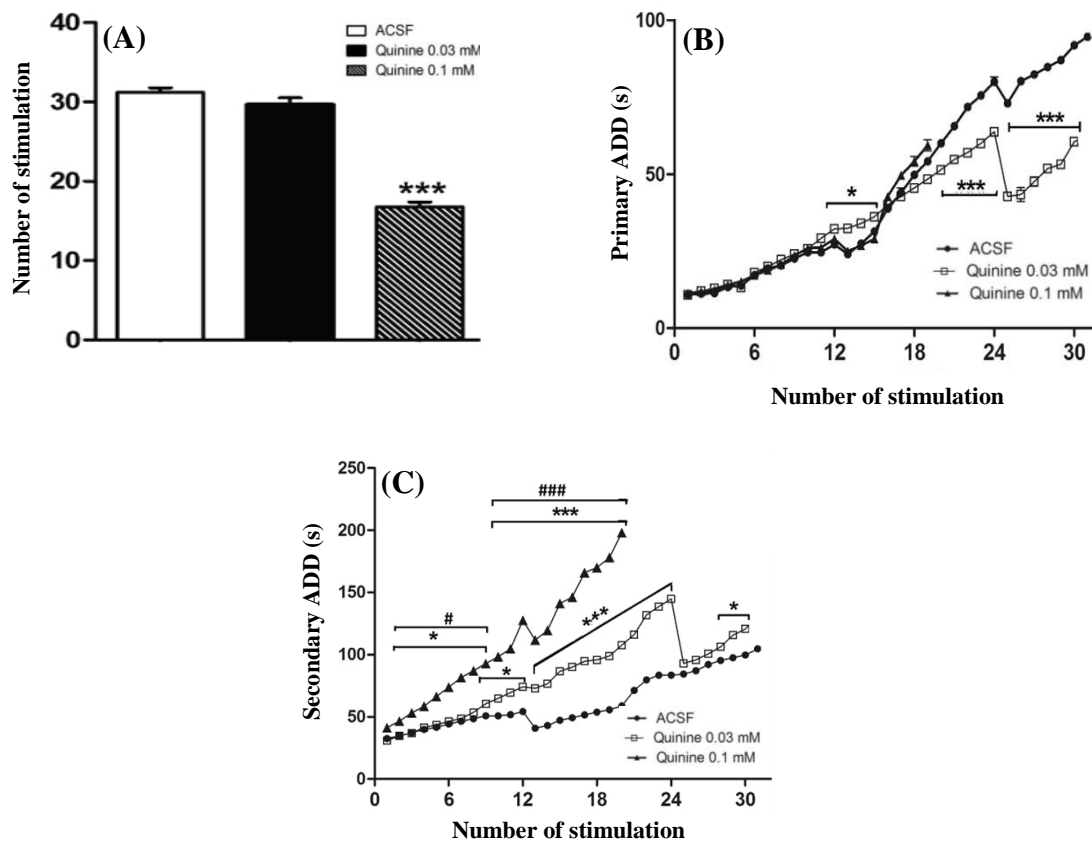 (A)
ACSF
Quinine 0.03 mM
Quinine 0.1 mM
***
40
30
20
10
0
Number of stimulation
(B)
100
50
0
Primary ADD (s)
*
***
***
ACSF
Quinine 0.03 mM
Quinine 0.1 mM
0 6 12 18 24 30
Number of stimulation
(C)
250
200
150
100
50
0
Secondary ADD (s)
###
***
#
*
*
***
*
ACSF
Quinine 0.03 mM
Quinine 0.1 mM
0 6 12 18 24 30
Number of stimulation